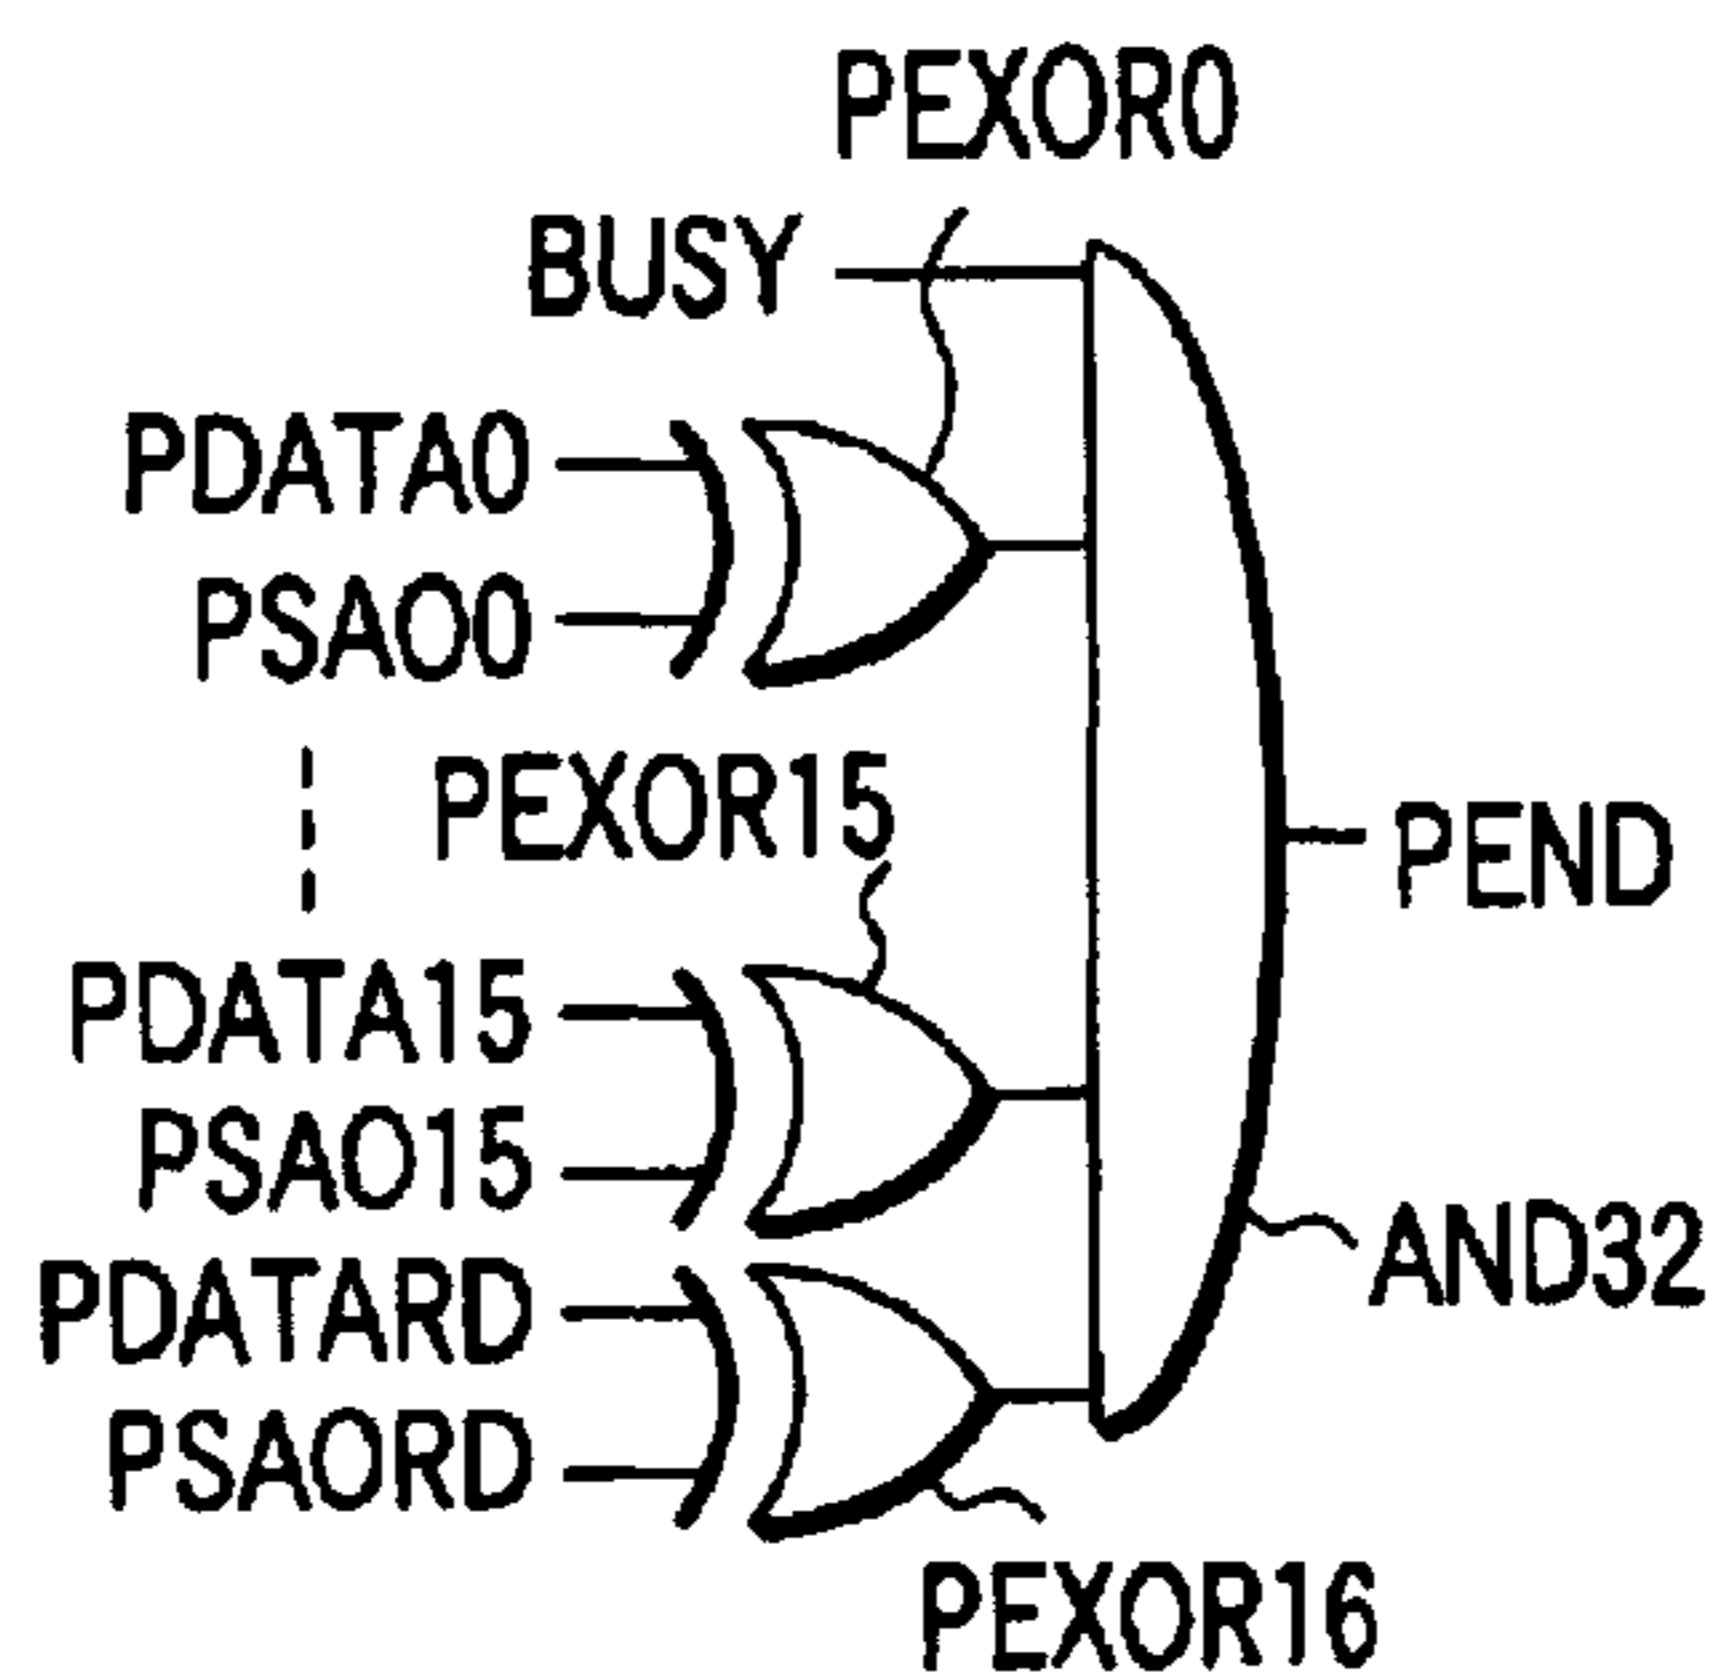 PEXOR0
BUSY
PDATA0
PSAO0
PEXOR15
PEND
PDATA15
PSAO15
AND32
PDATARD
PSAORD
PEXOR16